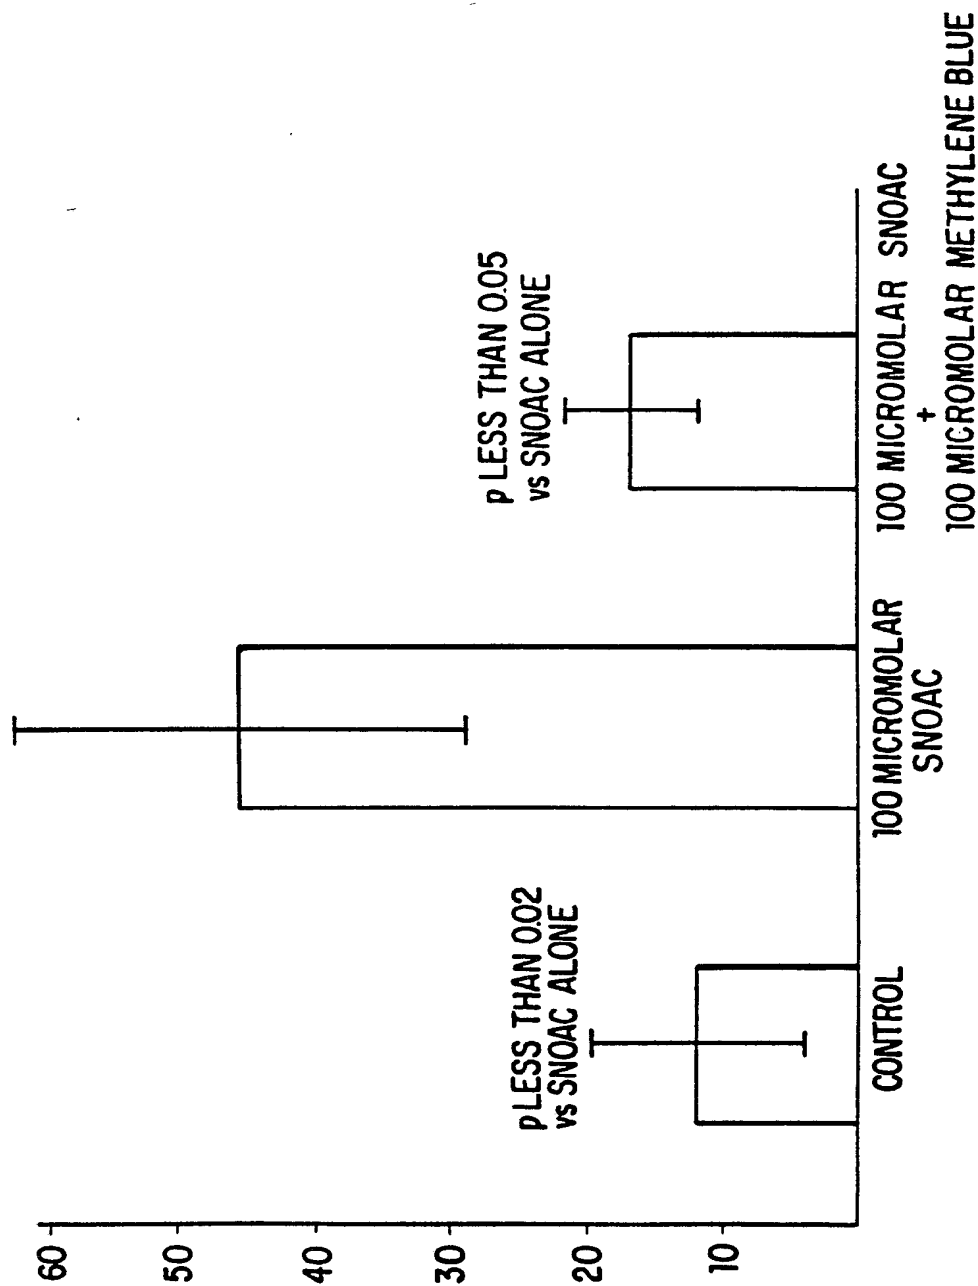 60
50
40
30
20
10
p LESS THAN 0.02
vs SNOAC ALONE
p LESS THAN 0.05
vs SNOAC ALONE
CONTROL
100 MICROMOLAR
SNOAC
100 MICROMOLAR SNOAC
+
100 MICROMOLAR METHYLENE BLUE